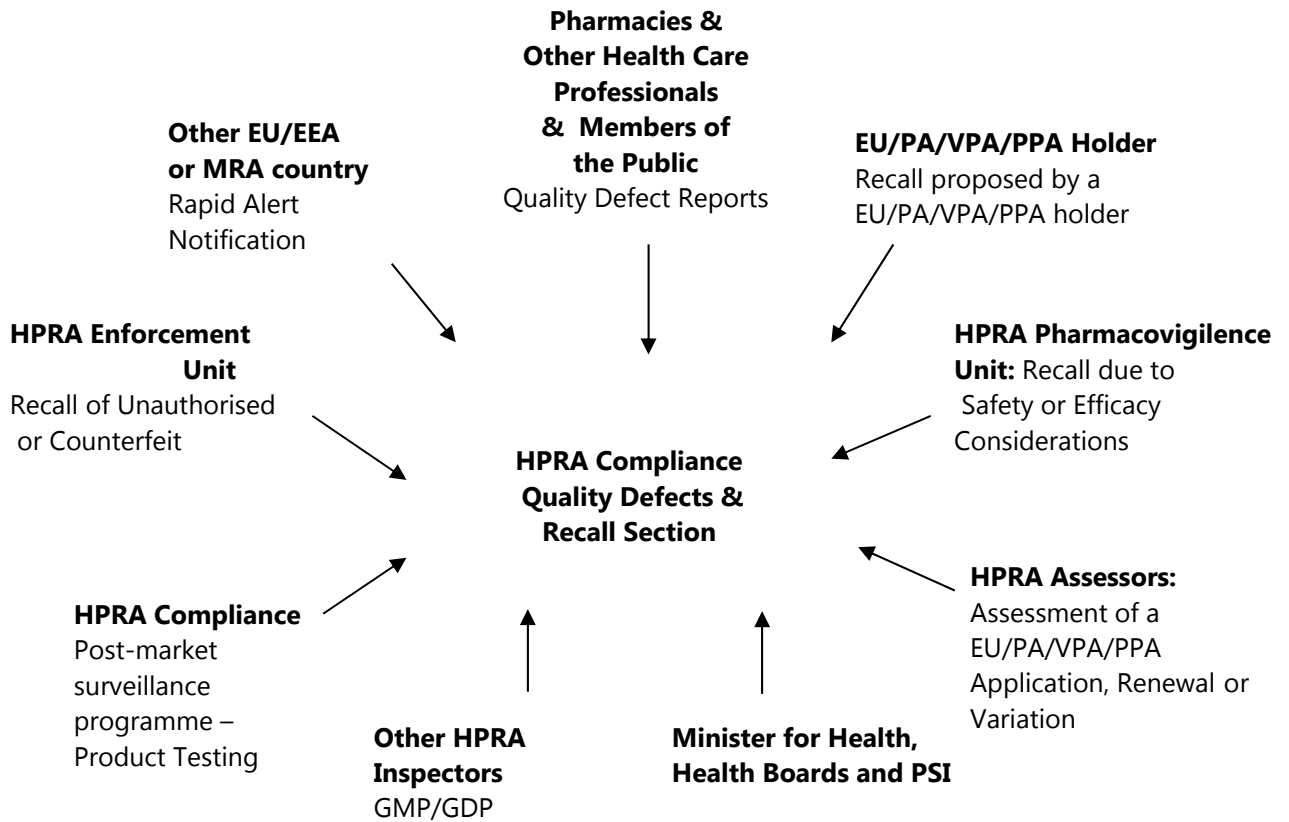 Pharmacies &
Other Health Care
Professionals
& Members of
the Public
Quality Defect Reports
Other EU/EEA
or MRA country
Rapid Alert
Notification
EU/PA/VPA/PPA Holder
Recall proposed by a
EU/PA/VPA/PPA holder
HPRA Enforcement
Unit
Recall of Unauthorised
or Counterfeit
HPRA Pharmacovigilence
Unit: Recall due to
Safety or Efficacy
Considerations
HPRA Compliance
Quality Defects &
Recall Section
HPRA Compliance
Post-market
surveillance
programme –
Product Testing
Other HPRA
Inspectors
GMP/GDP
Minister for Health,
Health Boards and PSI
HPRA Assessors:
Assessment of a
EU/PA/VPA/PPA
Application, Renewal or
Variation